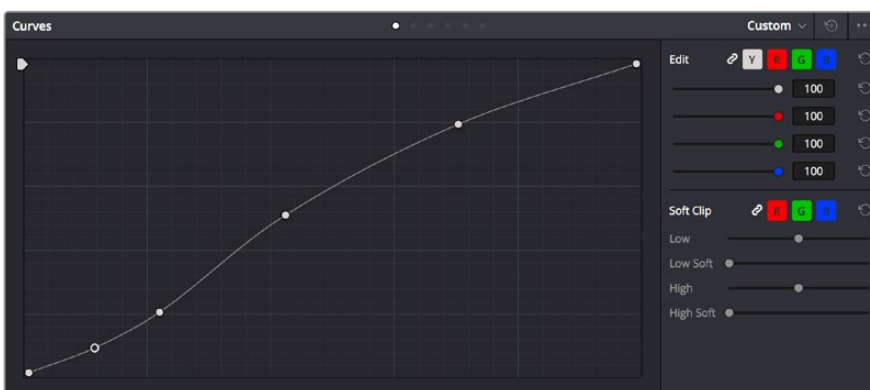 Curves
Custom
Edit
Y R G B
100
100
100
100
Soft Clip
R G B
Low
Low Soft
High
High Soft